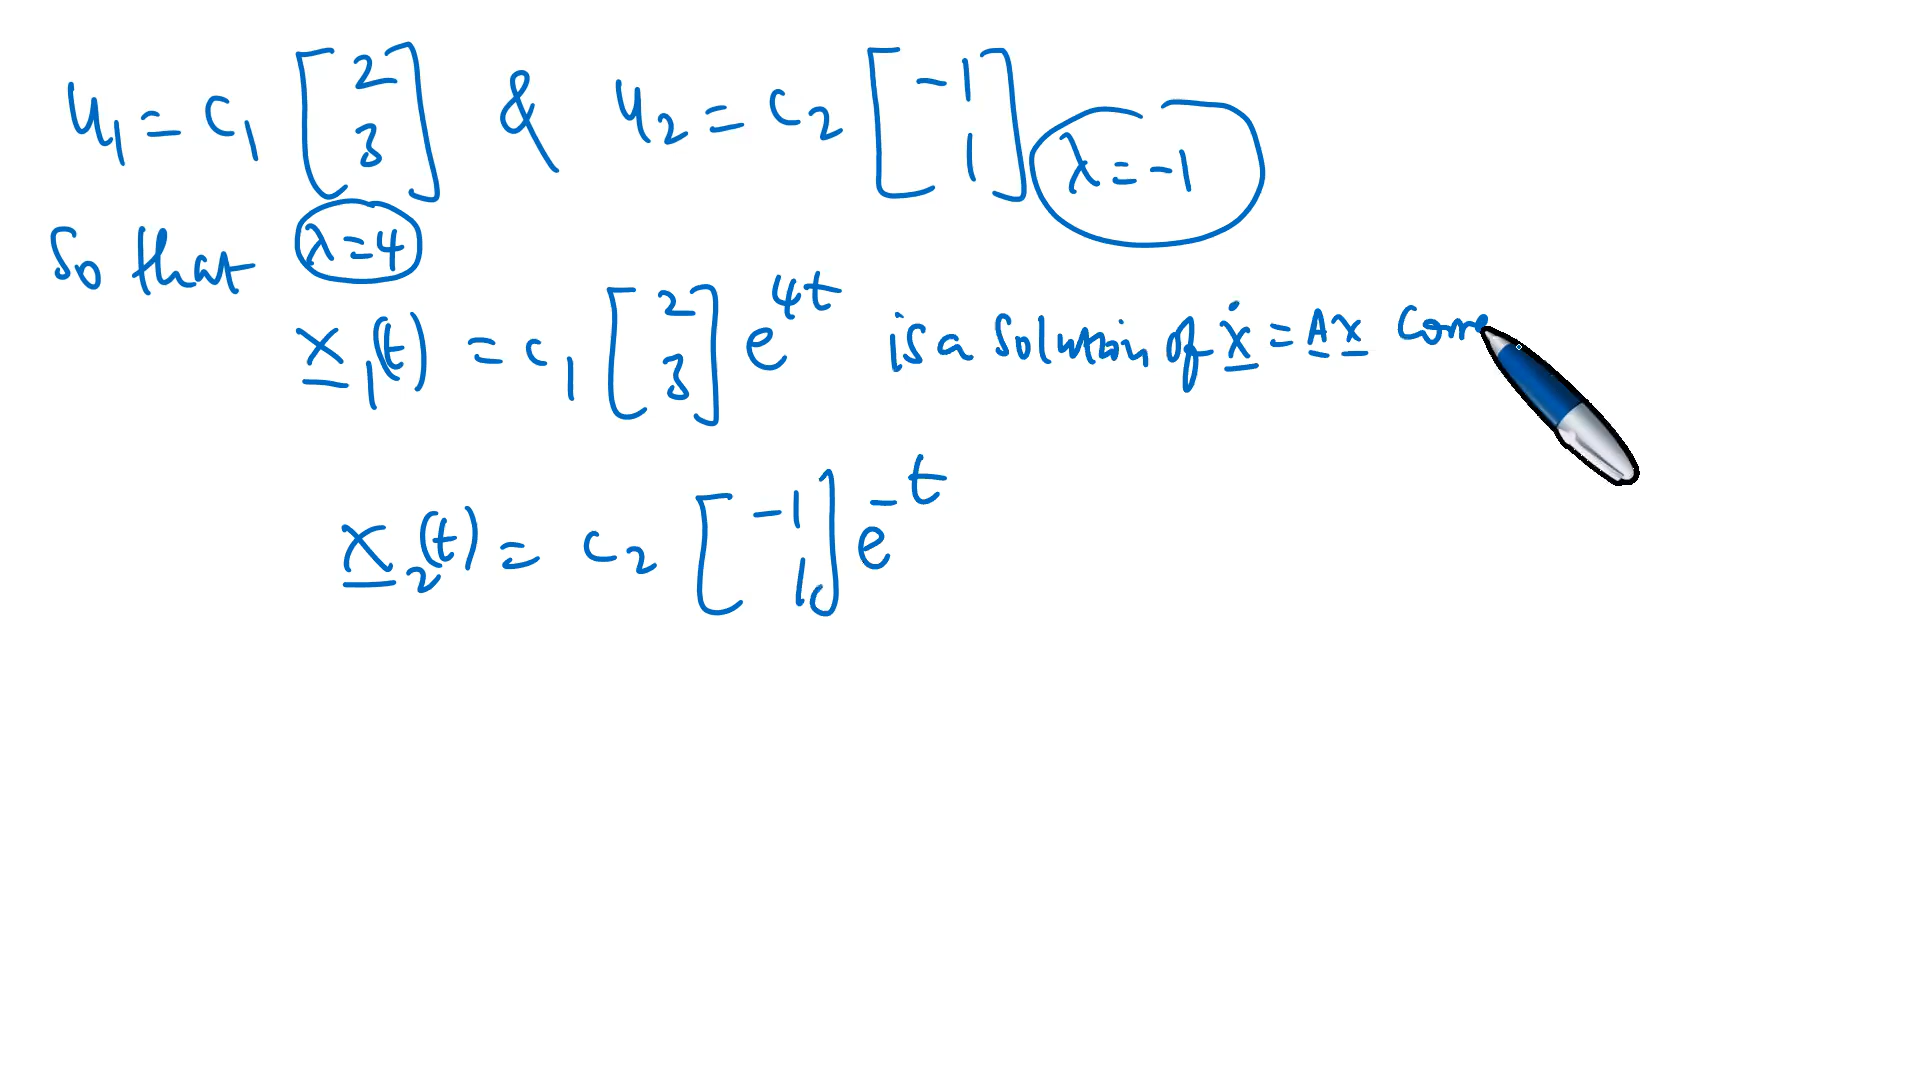 u₁ = c₁ [2 3] & u₂ = c₂ [-1 1] λ = -1
So that λ = 4
x₁(t) = c₁ [2 3] e^{4t} is a solution of ẋ = Ax
x₂(t) = c₂ [-1 1] e^{-t}